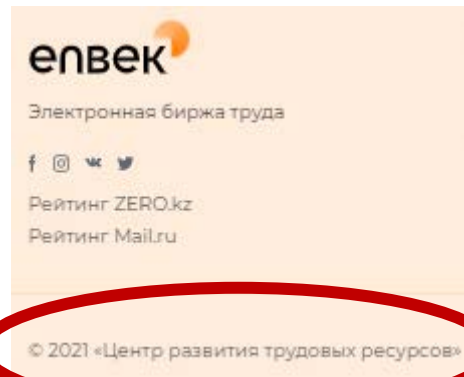 enbek
Электронная биржа труда
Рейтинг ZERO.kz
Рейтинг Mail.ru
© 2021 «Центр развития трудовых ресурсов»